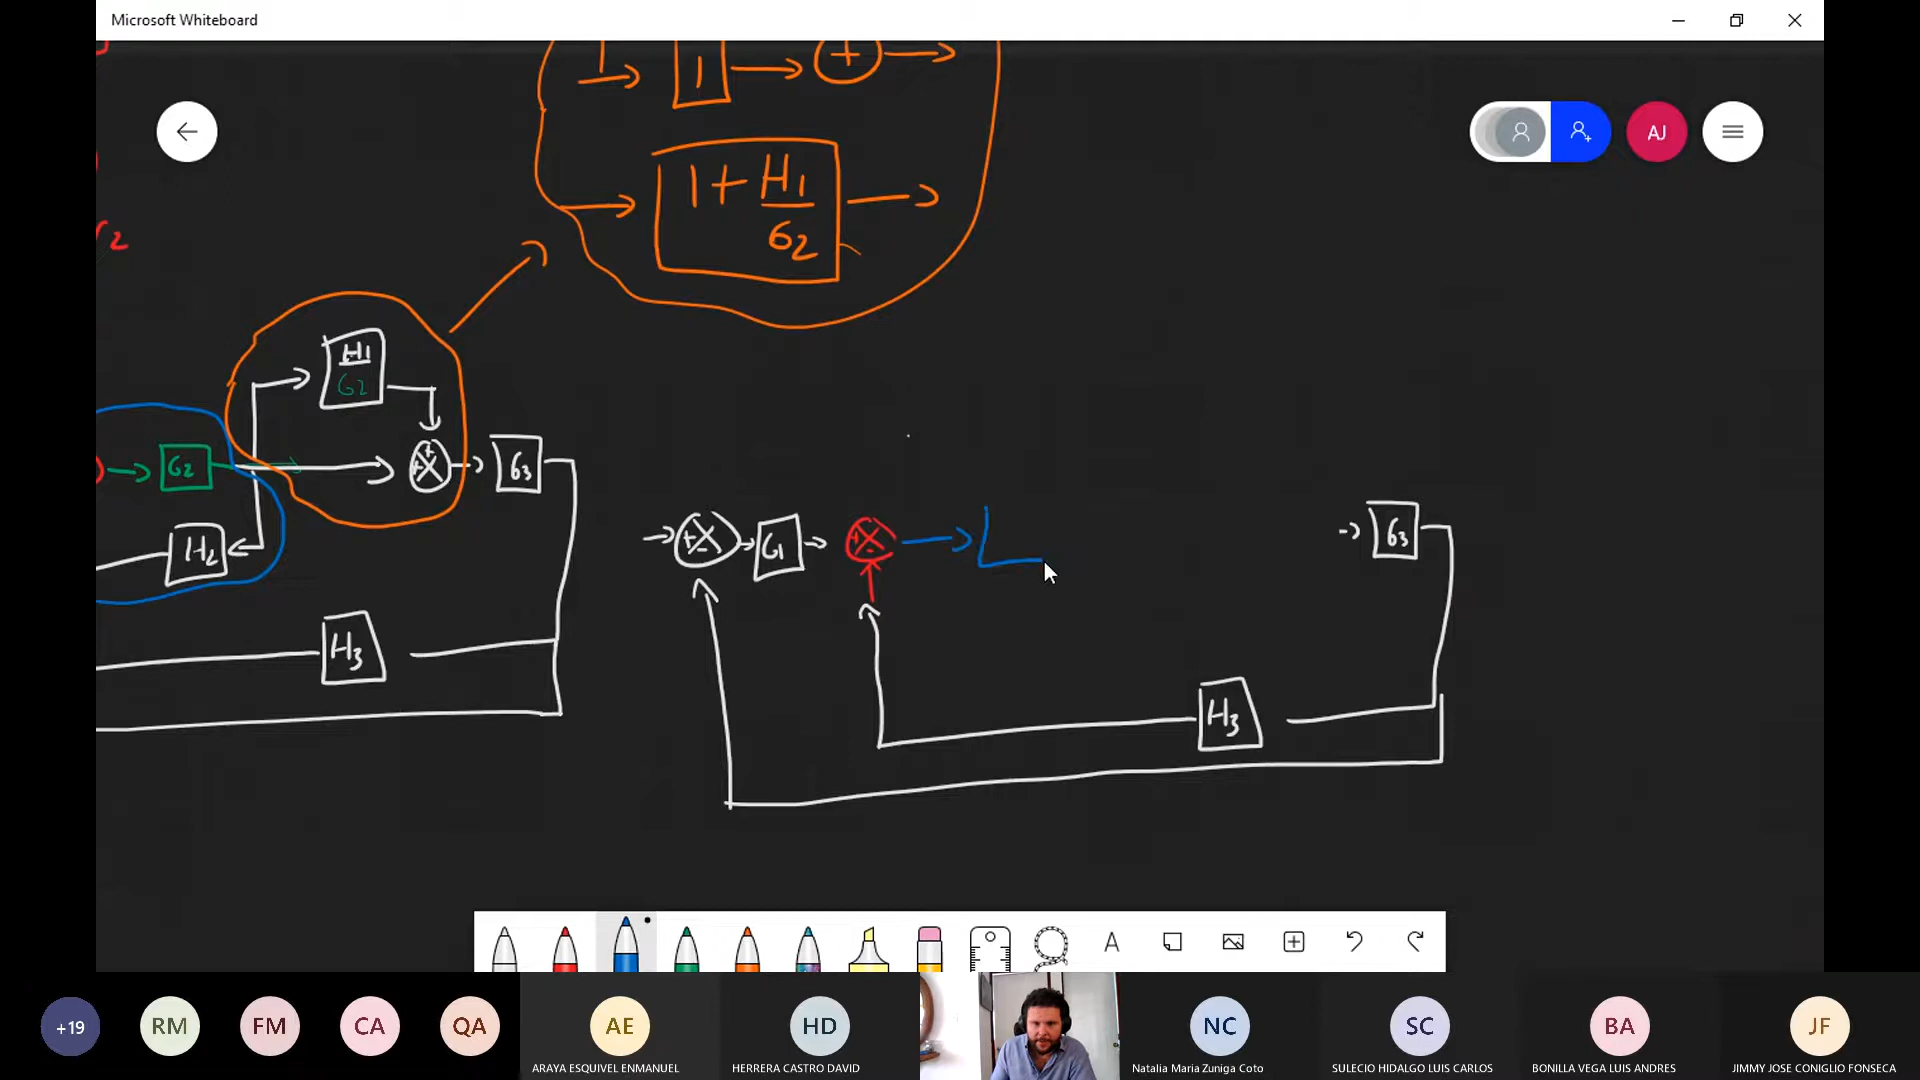 Microsoft Whiteboard
1
+
AJ
1 + H1
G2
2
H1
G2
G2
+
+
G3
H2
H3
+
-
G1
+
-
G3
H3
A
+19
RM
FM
CA
QA
AE
HD
NC
SC
BA
JF
ARAYA ESQUIVEL ENMANUEL
HERRERA CASTRO DAVID
Natalia Maria Zuniga Coto
SULECIO HIDALGO LUIS CARLOS
BONILLA VEGA LUIS ANDRES
JIMMY JOSE CONIGLIO FONSECA